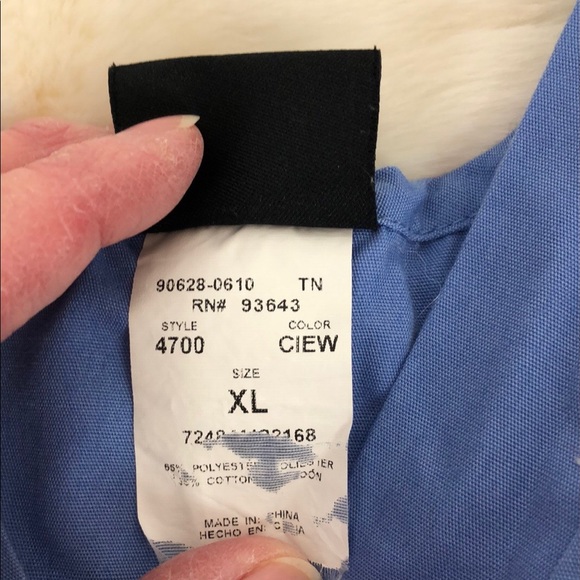 90628-0610 TN
RN# 93643
STYLE COLOR
4700 CIEW
SIZE
XL
POLYESTER
COTTON
MADE IN: CHINA
HECHO EN: